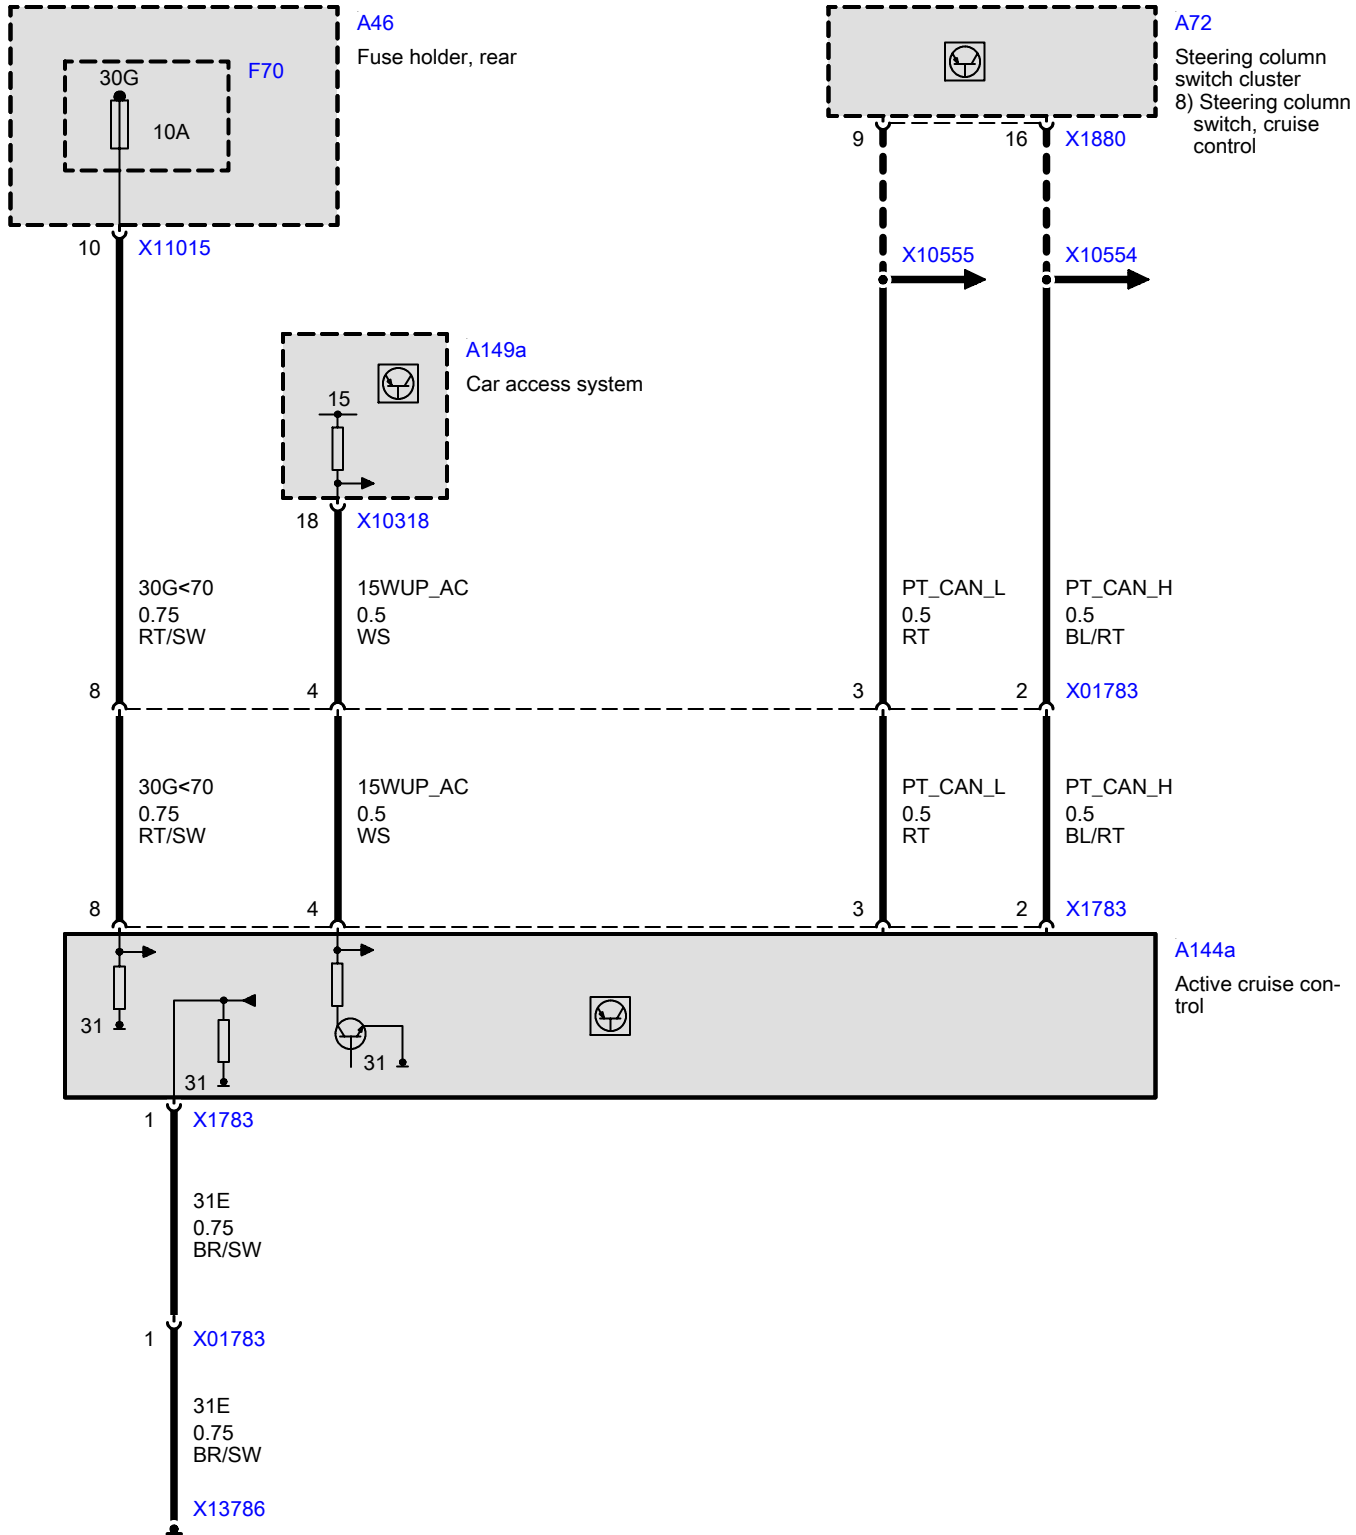 A46
Fuse holder, rear
F70
30G
10A
10
X11015
A72
Steering column
switch cluster
8) Steering column
switch, cruise
control
9
16
X1880
X10555
X10554
A149a
Car access system
15
18
X10318
30G<70
0.75
RT/SW
15WUP_AC
0.5
WS
PT_CAN_L
0.5
RT
PT_CAN_H
0.5
BL/RT
8
4
3
2
X01783
30G<70
0.75
RT/SW
15WUP_AC
0.5
WS
PT_CAN_L
0.5
RT
PT_CAN_H
0.5
BL/RT
8
4
3
2
X1783
A144a
Active cruise con-
trol
31
31
31
1
X1783
31E
0.75
BR/SW
1
X01783
31E
0.75
BR/SW
X13786